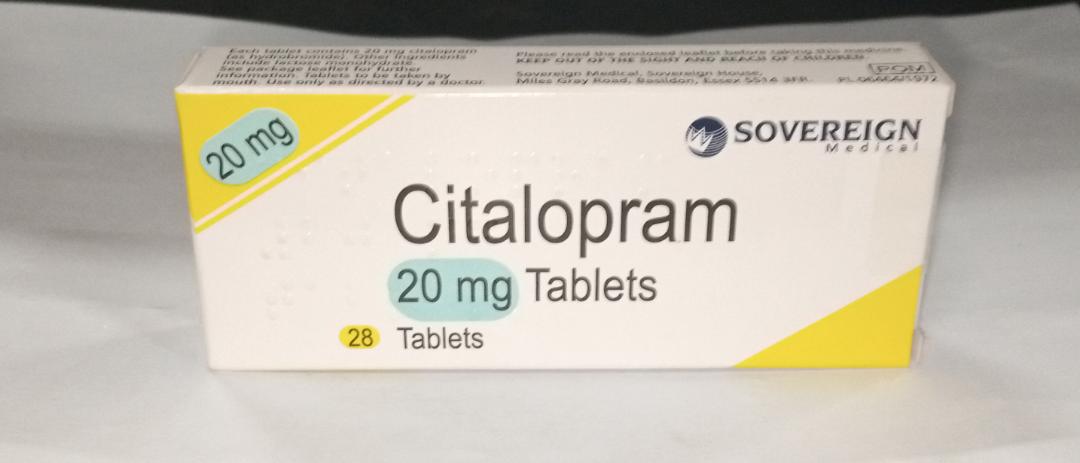 Each tablet contains 20 mg citalopram
(as hydrobromide). Other ingredients
include lactose monohydrate.
See package leaflet for further
information. Tablets to be taken by
mouth. Use only as directed by a doctor.
Please read the enclosed leaflet before taking this medicine.
KEEP OUT OF THE SIGHT AND REACH OF CHILDREN
Sovereign Medical, Sovereign House,
Miles Gray Road, Basildon, Essex SS14 3FR.
POM
PL
20 mg
SOVEREIGN
Medical
Citalopram
20 mg Tablets
28 Tablets